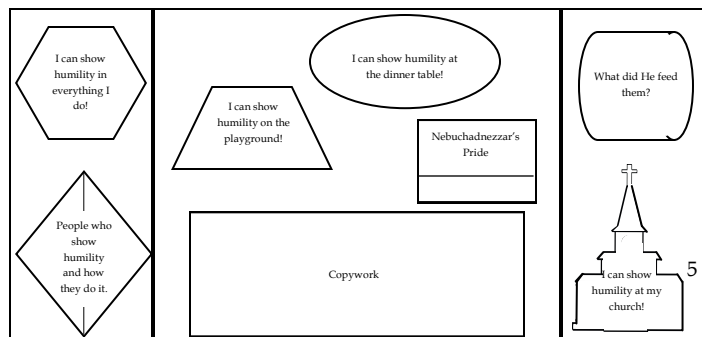 I can show
humility in
everything I
do!
People who
show
humility
and how
they do it.
I can show humility at
the dinner table!
I can show
humility on the
playground!
Nebuchadnezzar's
Pride
Copywork
What did He feed
them?
I can show
humility at my
church!
5